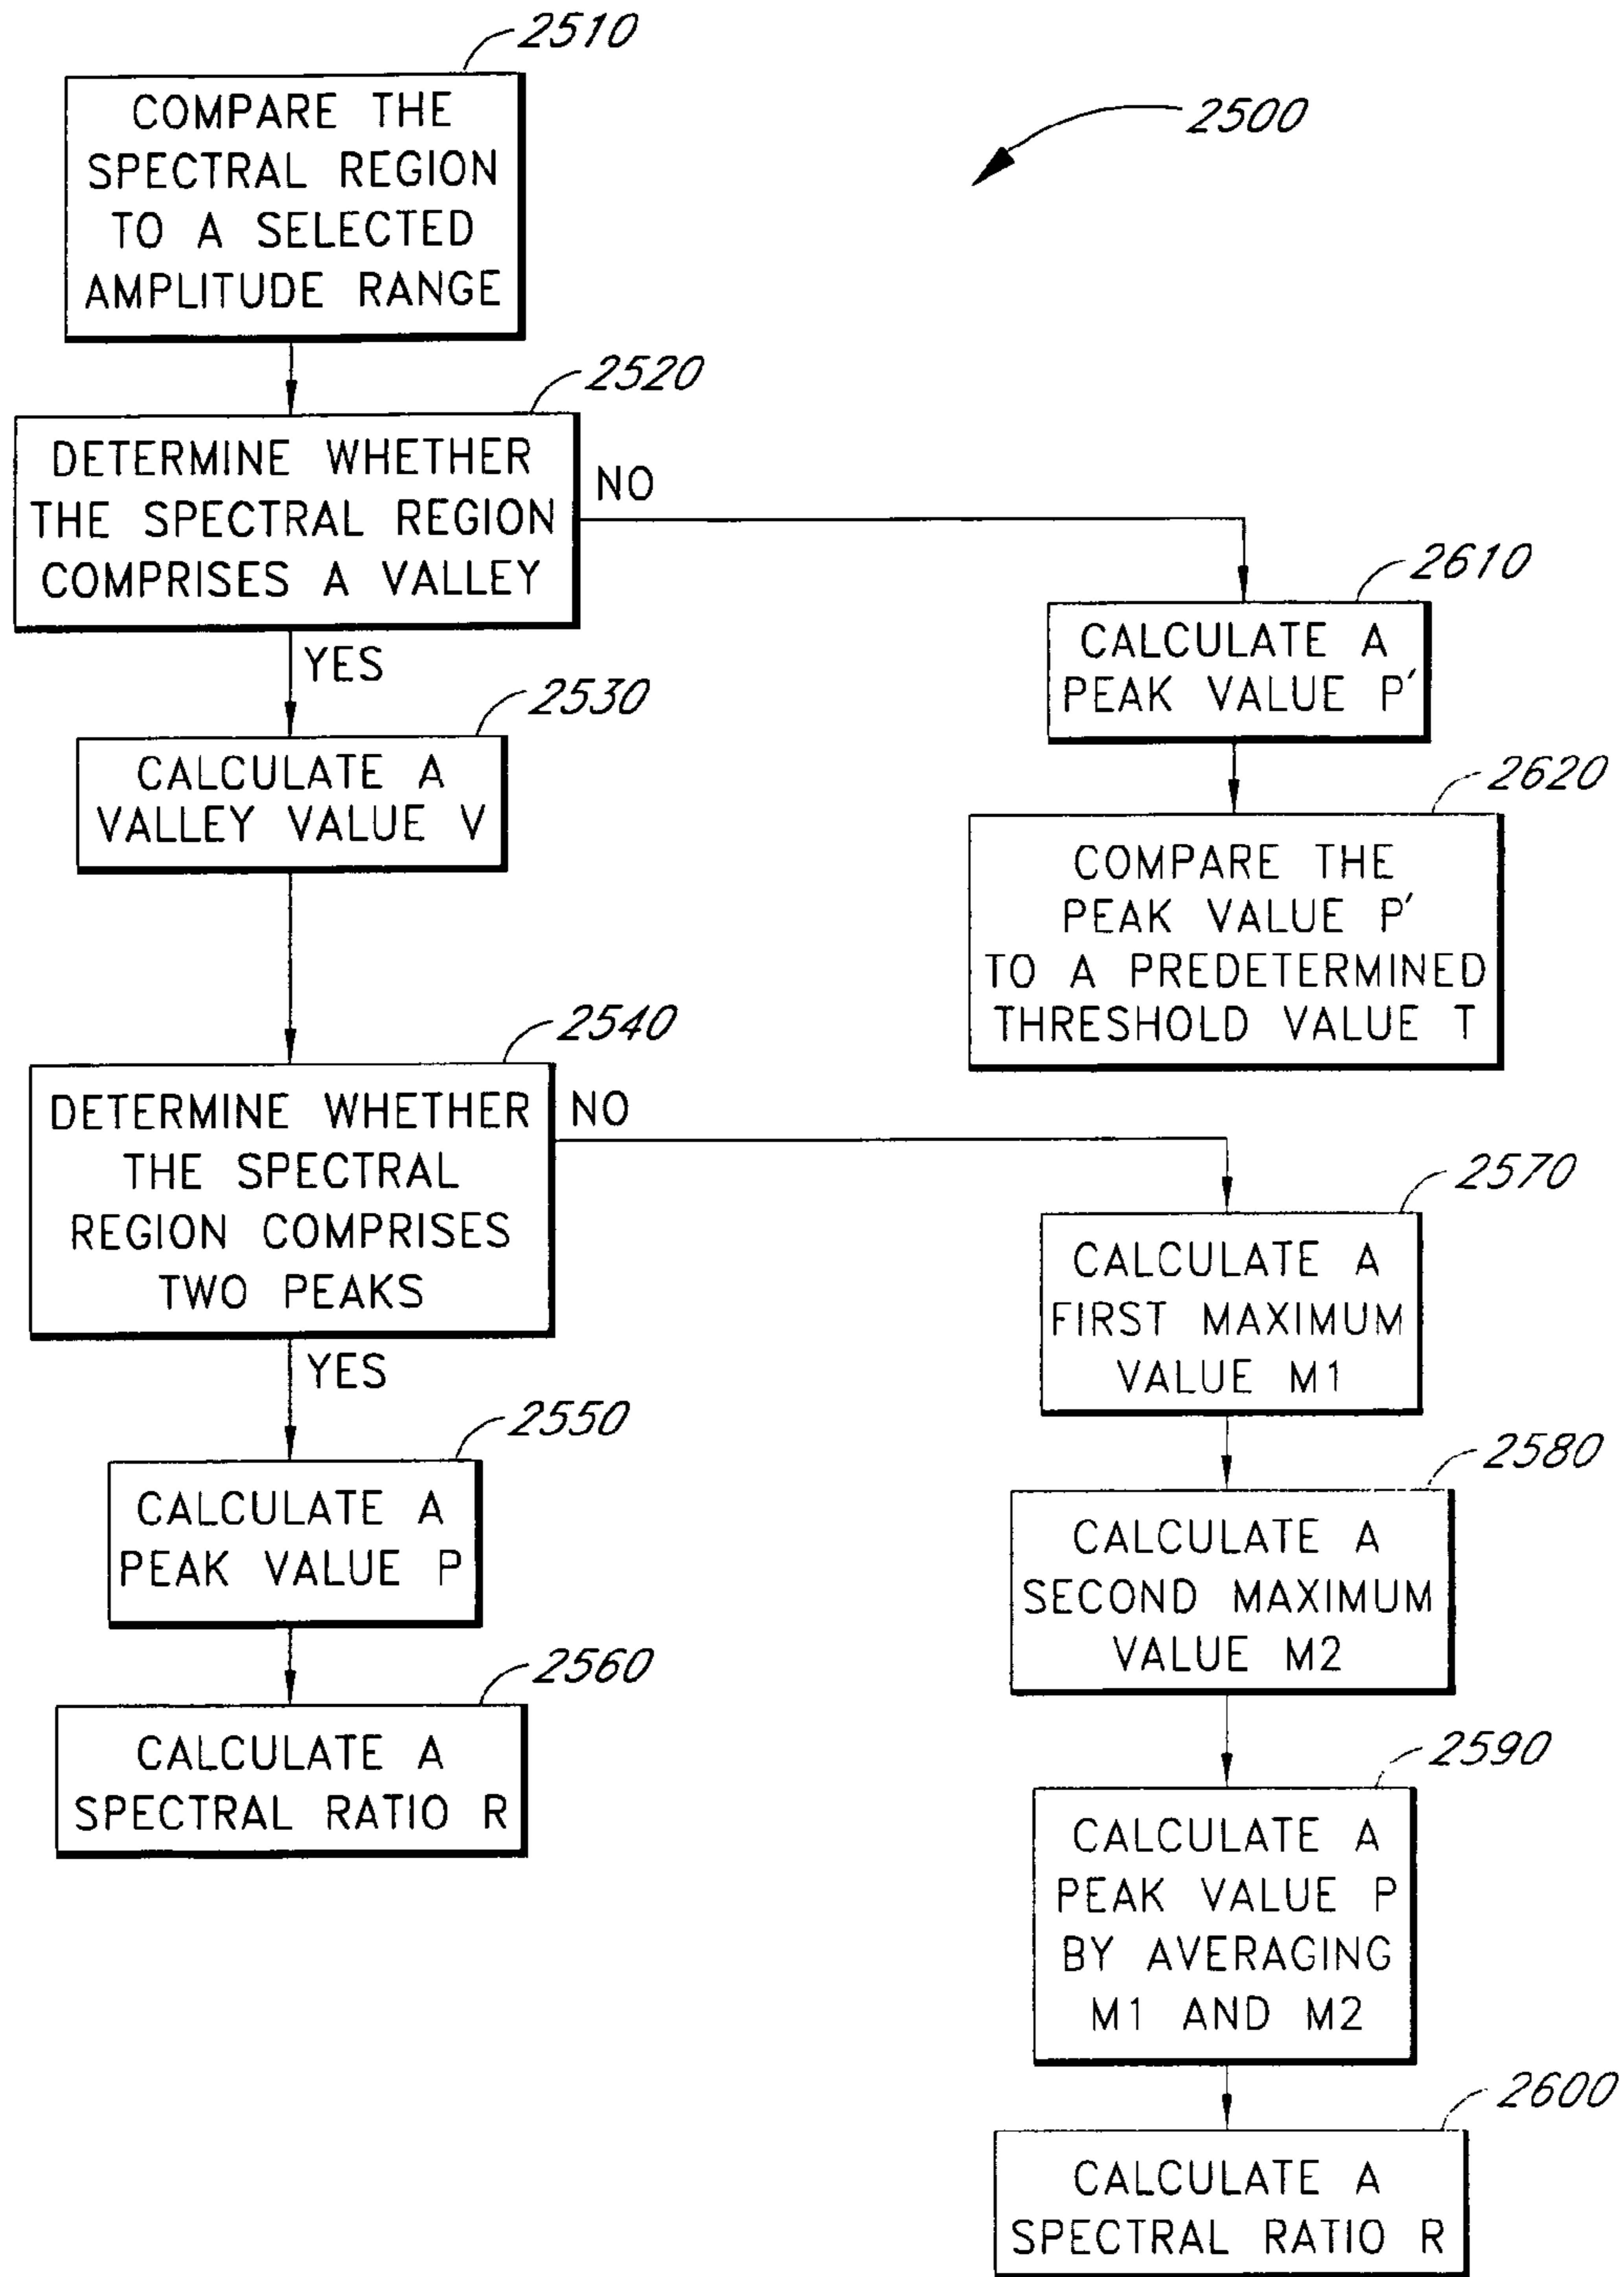 2510
COMPARE THE
SPECTRAL REGION
TO A SELECTED
AMPLITUDE RANGE
2500
2520
DETERMINE WHETHER
THE SPECTRAL REGION
COMPRISES A VALLEY
NO
YES
2610
CALCULATE A
PEAK VALUE P'
2530
CALCULATE A
VALLEY VALUE V
2620
COMPARE THE
PEAK VALUE P'
TO A PREDETERMINED
THRESHOLD VALUE T
2540
DETERMINE WHETHER
THE SPECTRAL
REGION COMPRISES
TWO PEAKS
NO
YES
2570
CALCULATE A
FIRST MAXIMUM
VALUE M1
2550
CALCULATE A
PEAK VALUE P
2580
CALCULATE A
SECOND MAXIMUM
VALUE M2
2560
CALCULATE A
SPECTRAL RATIO R
2590
CALCULATE A
PEAK VALUE P
BY AVERAGING
M1 AND M2
2600
CALCULATE A
SPECTRAL RATIO R